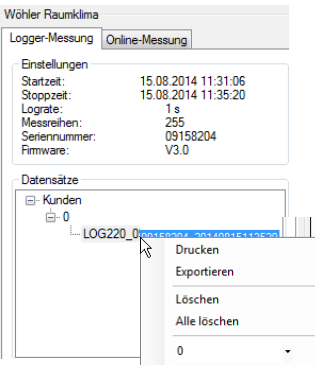 Wöhler Raumklima
Logger-Messung Online-Messung
Einstellungen
Startzeit: 15.08.2014 11:31:06
Stoppzeit: 15.08.2014 11:35:20
Lograte: 1 s
Messreihen: 255
Seriennummer: 09158204
Firmware: V3.0
Datensätze
Kunden
0
LOG220_09158204_20140815113520
Drucken
Exportieren
Löschen
Alle löschen
0